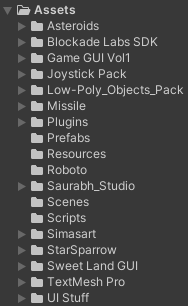 Assets
Asteroids
Blockade Labs SDK
Game GUI Vol1
Joystick Pack
Low-Poly_Objects_Pack
Missile
Plugins
Prefabs
Resources
Roboto
Saurabh_Studio
Scenes
Scripts
Simasart
StarSparrow
Sweet Land GUI
TextMesh Pro
UI Stuff